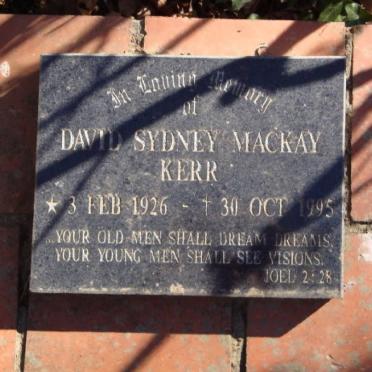 In Loving Memory
of
DAVID SYDNEY MACKAY
KERR
★ 3 FEB 1926 - † 30 OCT 1995
...YOUR OLD MEN SHALL DREAM DREAMS,
YOUR YOUNG MEN SHALL SEE VISIONS.
JOEL 2:28